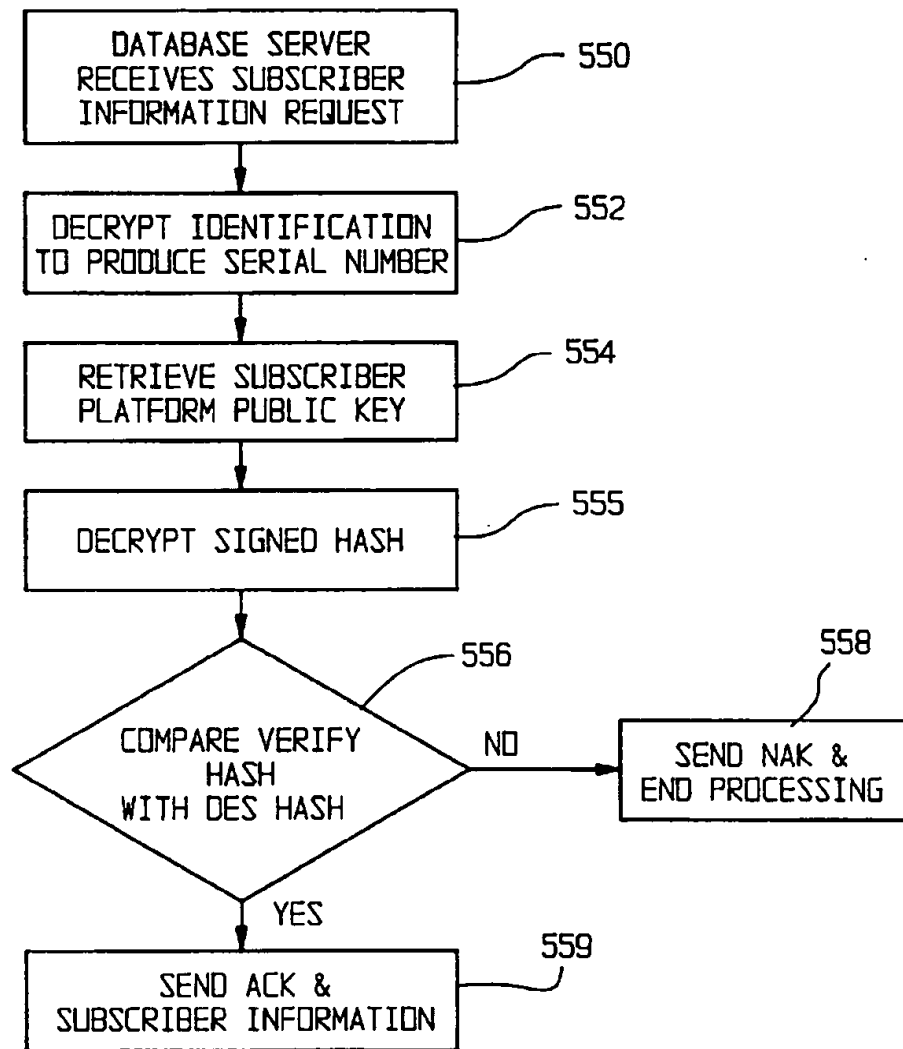 DATABASE SERVER
RECEIVES SUBSCRIBER
INFORMATION REQUEST
550
DECRYPT IDENTIFICATION
TO PRODUCE SERIAL NUMBER
552
RETRIEVE SUBSCRIBER
PLATFORM PUBLIC KEY
554
DECRYPT SIGNED HASH
555
COMPARE VERIFY
HASH
WITH DES HASH
556
NO
SEND NAK &
END PROCESSING
558
YES
SEND ACK &
SUBSCRIBER INFORMATION
559